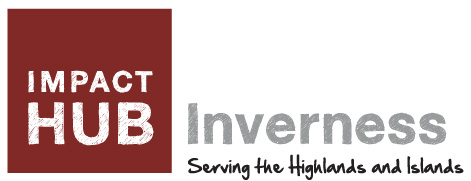 IMPACT
HUB Inverness
Serving the Highlands and Islands